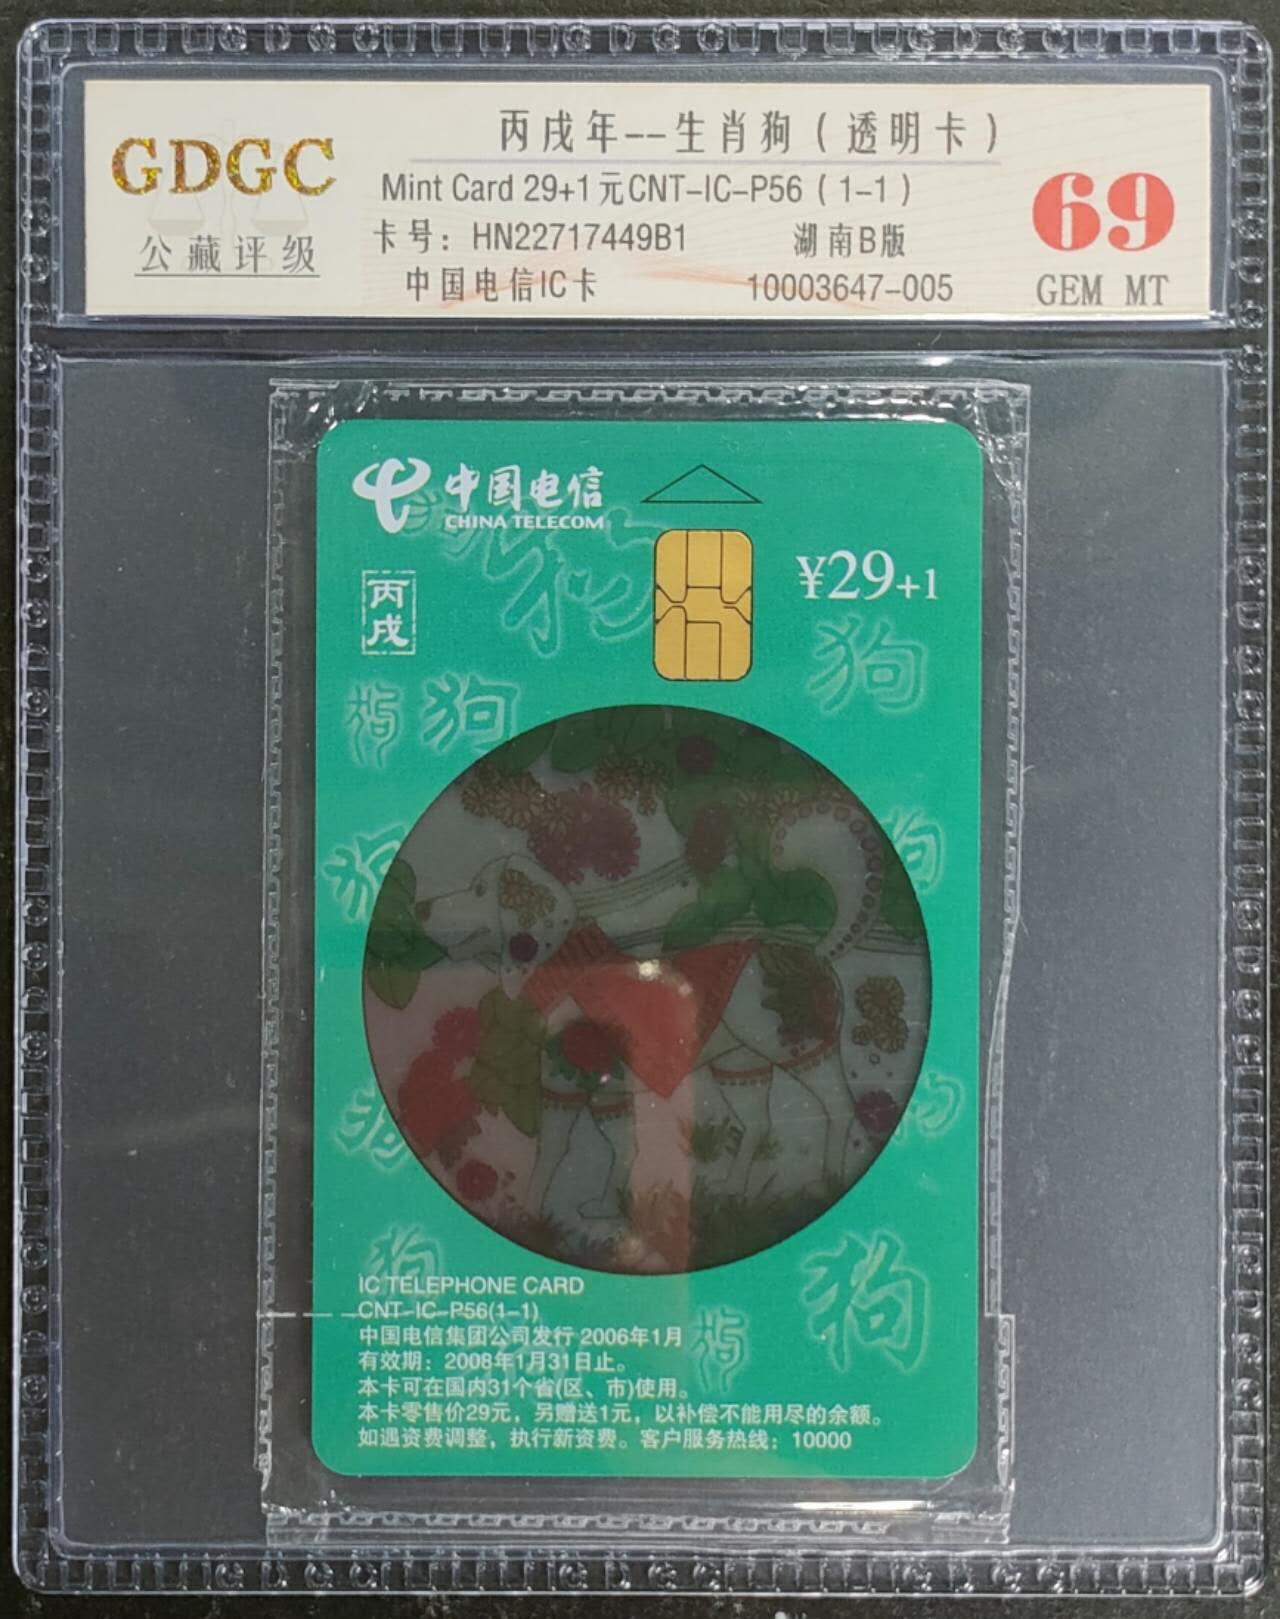 丙戌年--生肖狗（透明卡）
GDGC
公藏评级
Mint Card 29+1元CNT-IC-P56（1-1）
卡号：HN22717449B1 湖南B版
中国电信IC卡 10003647-005
69
GEM MT
中国电信
CHINA TELECOM
¥29+1
丙戌
狗
狗
狗
狗
狗
狗
狗
狗
狗
狗
狗
IC TELEPHONE CARD
CNT-IC-P56(1-1)
中国电信集团公司发行 2006年1月
有效期：2008年1月31日止。
本卡可在国内31个省(区、市)使用。
本卡零售价29元，另赠送1元，以补偿不能用尽的余额。
如遇资费调整，执行新资费。客户服务热线：10000